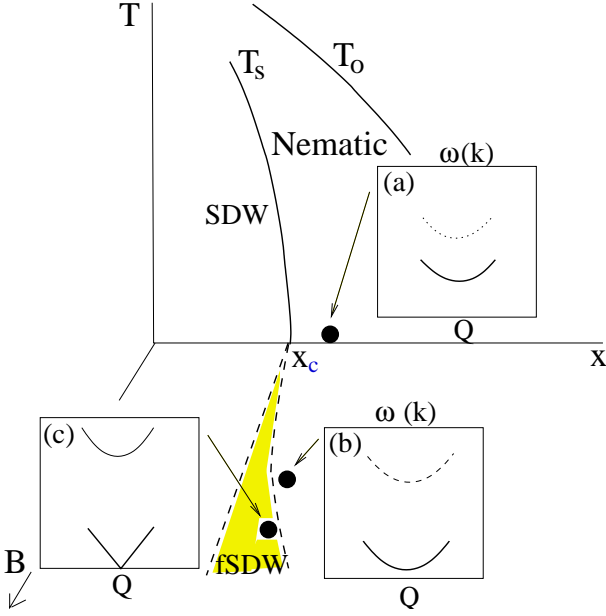 T
T_s
T_o
Nematic
ω(k)
(a)
SDW
Q
x_c
x
ω (k)
(c)
(b)
fSDW
B
Q
Q